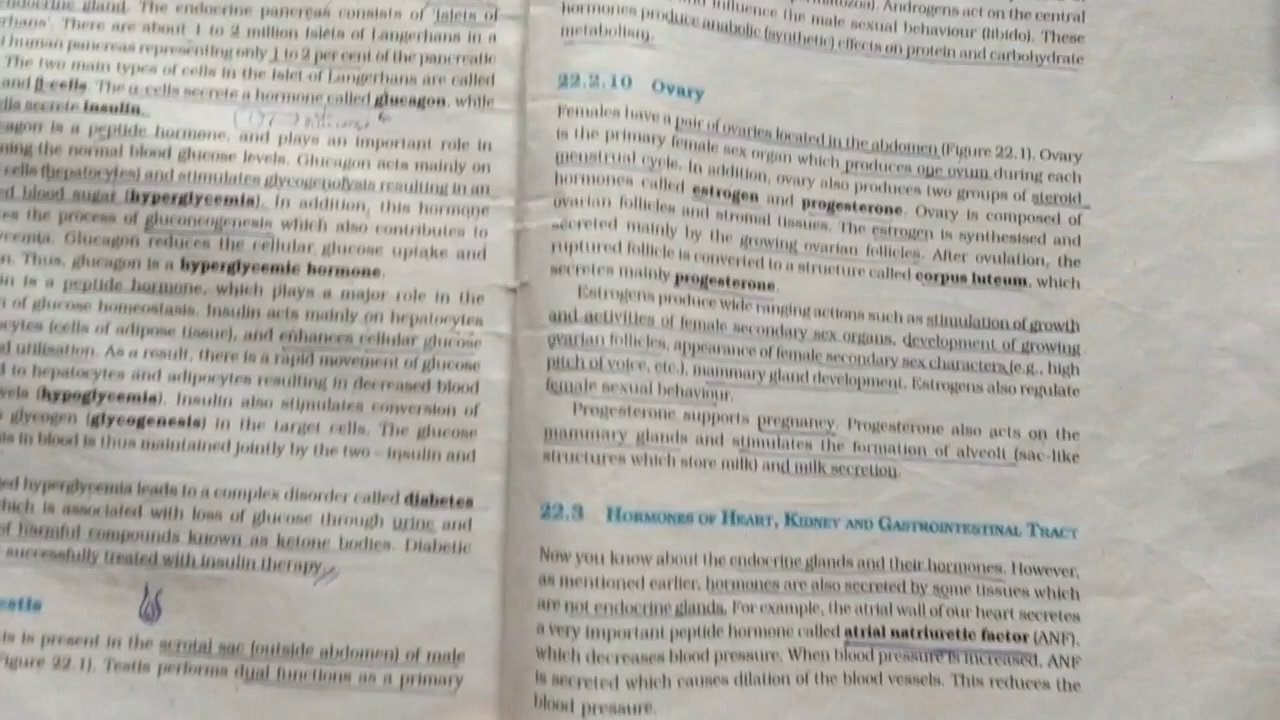 endocrine gland. The endocrine pancreas consists of 'Islets of
. There are about 1 to 2 million Islets of Langerhans in a
human pancreas representing only 1 to 2 per cent of the pancreatic
The two main types of cells in the Islet of Langerhans are called
and β-cells. The α-cells secrete a hormone called glucagon, while
secrete insulin.
is a peptide hormone, and plays an important role in
the normal blood glucose levels. Glucagon acts mainly on
cells (hepatocytes) and stimulates glycogenolysis resulting in an
blood sugar (hyperglycemia). In addition, this hormone
the process of gluconeogenesis which also contributes to
Glucagon reduces the cellular glucose uptake and
Thus, glucagon is a hyperglycemic hormone.
is a peptide hormone, which plays a major role in the
of glucose homeostasis. Insulin acts mainly on hepatocytes
(cells of adipose tissue), and enhances cellular glucose
utilisation. As a result, there is a rapid movement of glucose
to hepatocytes and adipocytes resulting in decreased blood
(hypoglycemia). Insulin also stimulates conversion of
glycogen (glycogenesis) in the target cells. The glucose
in blood is thus maintained jointly by the two – insulin and
hyperglycemia leads to a complex disorder called diabetes
which is associated with loss of glucose through urine and
of harmful compounds known as ketone bodies. Diabetic
successfully treated with insulin therapy.
is present in the scrotal sac (outside abdomen) of male
22.1). Testis performs dual functions as a primary
Androgens act on the central
influence the male sexual behaviour (libido). These
hormones produce anabolic (synthetic) effects on protein and carbohydrate
metabolism.
22.2.10 Ovary
Females have a pair of ovaries located in the abdomen (Figure 22.1). Ovary
is the primary female sex organ which produces one ovum during each
menstrual cycle. In addition, ovary also produces two groups of steroid
hormones called estrogen and progesterone. Ovary is composed of
ovarian follicles and stromal tissues. The estrogen is synthesised and
secreted mainly by the growing ovarian follicles. After ovulation, the
ruptured follicle is converted to a structure called corpus luteum, which
secretes mainly progesterone.
Estrogens produce wide ranging actions such as stimulation of growth
and activities of female secondary sex organs, development of growing
ovarian follicles, appearance of female secondary sex characters (e.g., high
pitch of voice, etc.), mammary gland development. Estrogens also regulate
female sexual behaviour.
Progesterone supports pregnancy. Progesterone also acts on the
mammary glands and stimulates the formation of alveoli (sac-like
structures which store milk) and milk secretion.
22.3 HORMONES OF HEART, KIDNEY AND GASTROINTESTINAL TRACT
Now you know about the endocrine glands and their hormones. However,
as mentioned earlier, hormones are also secreted by some tissues which
are not endocrine glands. For example, the atrial wall of our heart secretes
a very important peptide hormone called atrial natriuretic factor (ANF),
which decreases blood pressure. When blood pressure is increased, ANF
is secreted which causes dilation of the blood vessels. This reduces the
blood pressure.